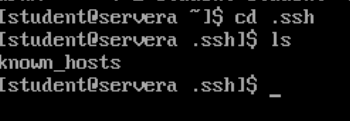 [student@servera ~]$ cd .ssh
[student@servera .ssh]$ ls
known_hosts
[student@servera .ssh]$ _